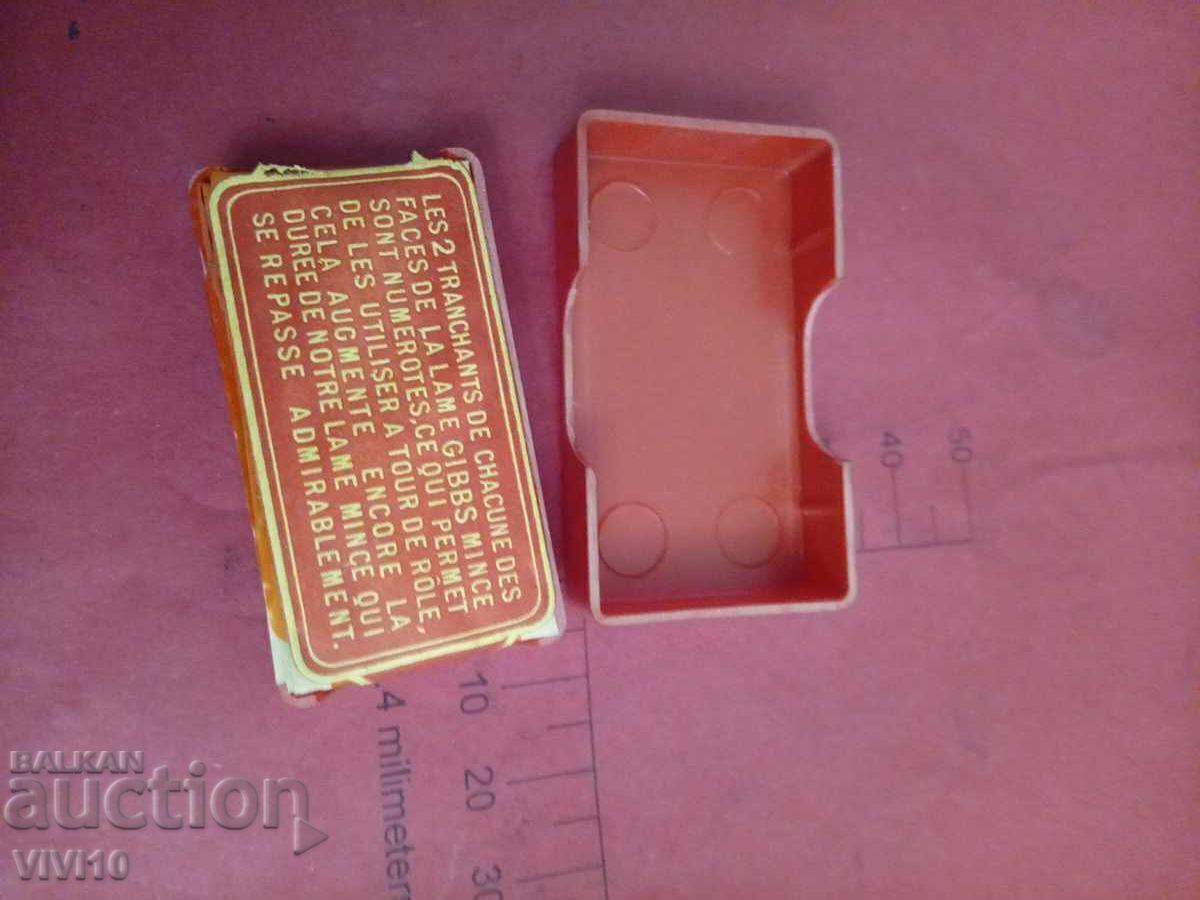 LES 2 TRANCHANTS DE CHACUNE DES
FACES DE LA LAME GIBBS MINCE
SONT NUMEROTES, CE QUI PERMET
DE LES UTILISER A TOUR DE RÔLE,
CELA AUGMENTE ENCORE LA
DURÉE DE NOTRE LAME MINCE QUI
SE REPASSE ADMIRABLEMENT.
40
50
10
20
30
.4 milimeter
BALKAN
auction
VIVI10